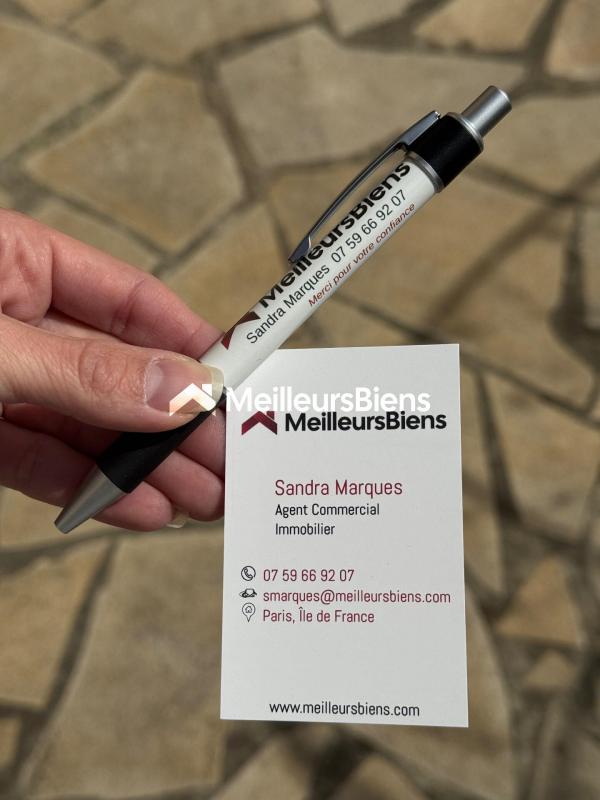 MeilleursBiens
Sandra Marques 07 59 66 92 07
Merci pour votre confiance
MeilleursBiens
MeilleursBiens
Sandra Marques
Agent Commercial
Immobilier
07 59 66 92 07
smarques@meilleursbiens.com
Paris, Île de France
www.meilleursbiens.com